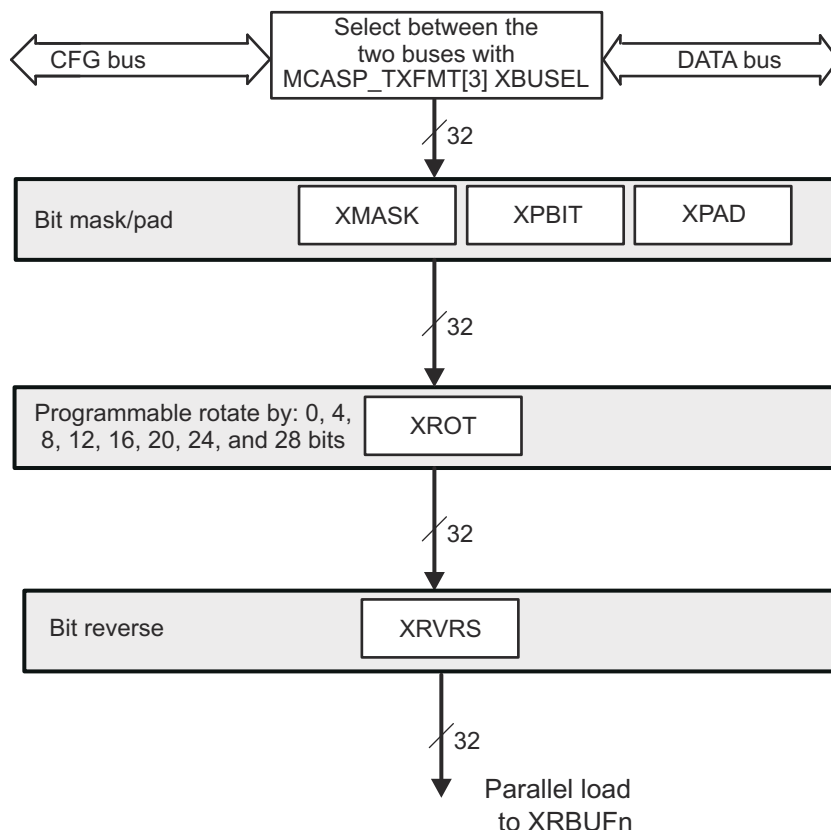 Select between the
two buses with
MCASP_TXFMT[3] XBUSEL
CFG bus
DATA bus
32
Bit mask/pad
XMASK
XPBIT
XPAD
32
Programmable rotate by: 0, 4,
8, 12, 16, 20, 24, and 28 bits
XROT
32
Bit reverse
XRVRS
32
Parallel load
to XRBUFn